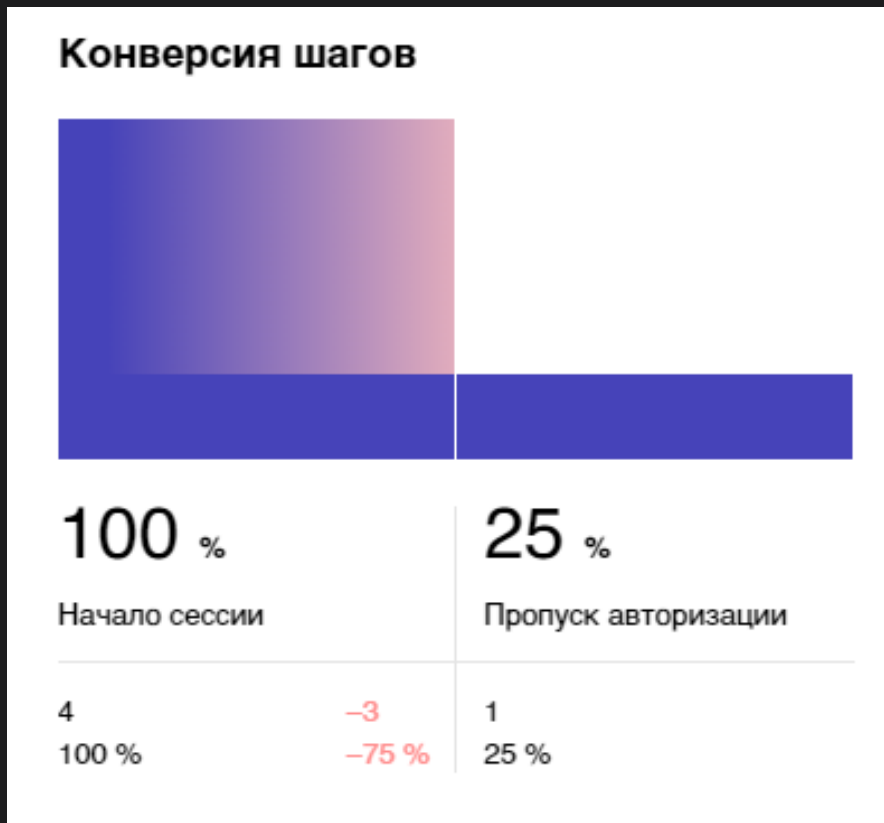 Конверсия шагов
100 % 25 %
Начало сессии Пропуск авторизации
4 –3 1
100 % –75 % 25 %